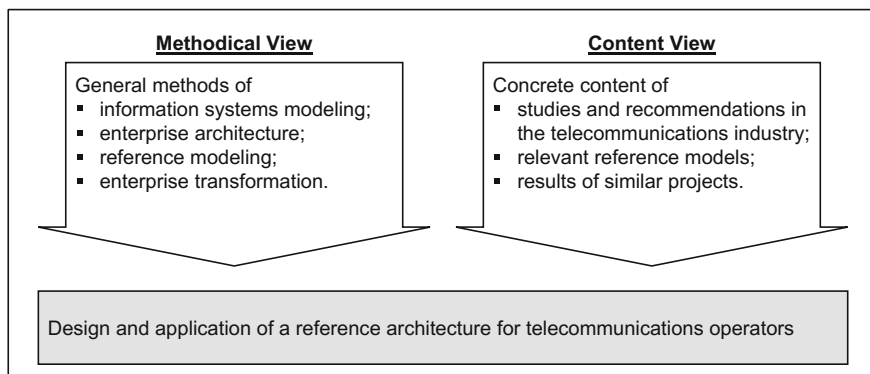 Methodical View
General methods of
▪ information systems modeling;
▪ enterprise architecture;
▪ reference modeling;
▪ enterprise transformation.
Content View
Concrete content of
▪ studies and recommendations in
the telecommunications industry;
▪ relevant reference models;
▪ results of similar projects.
Design and application of a reference architecture for telecommunications operators